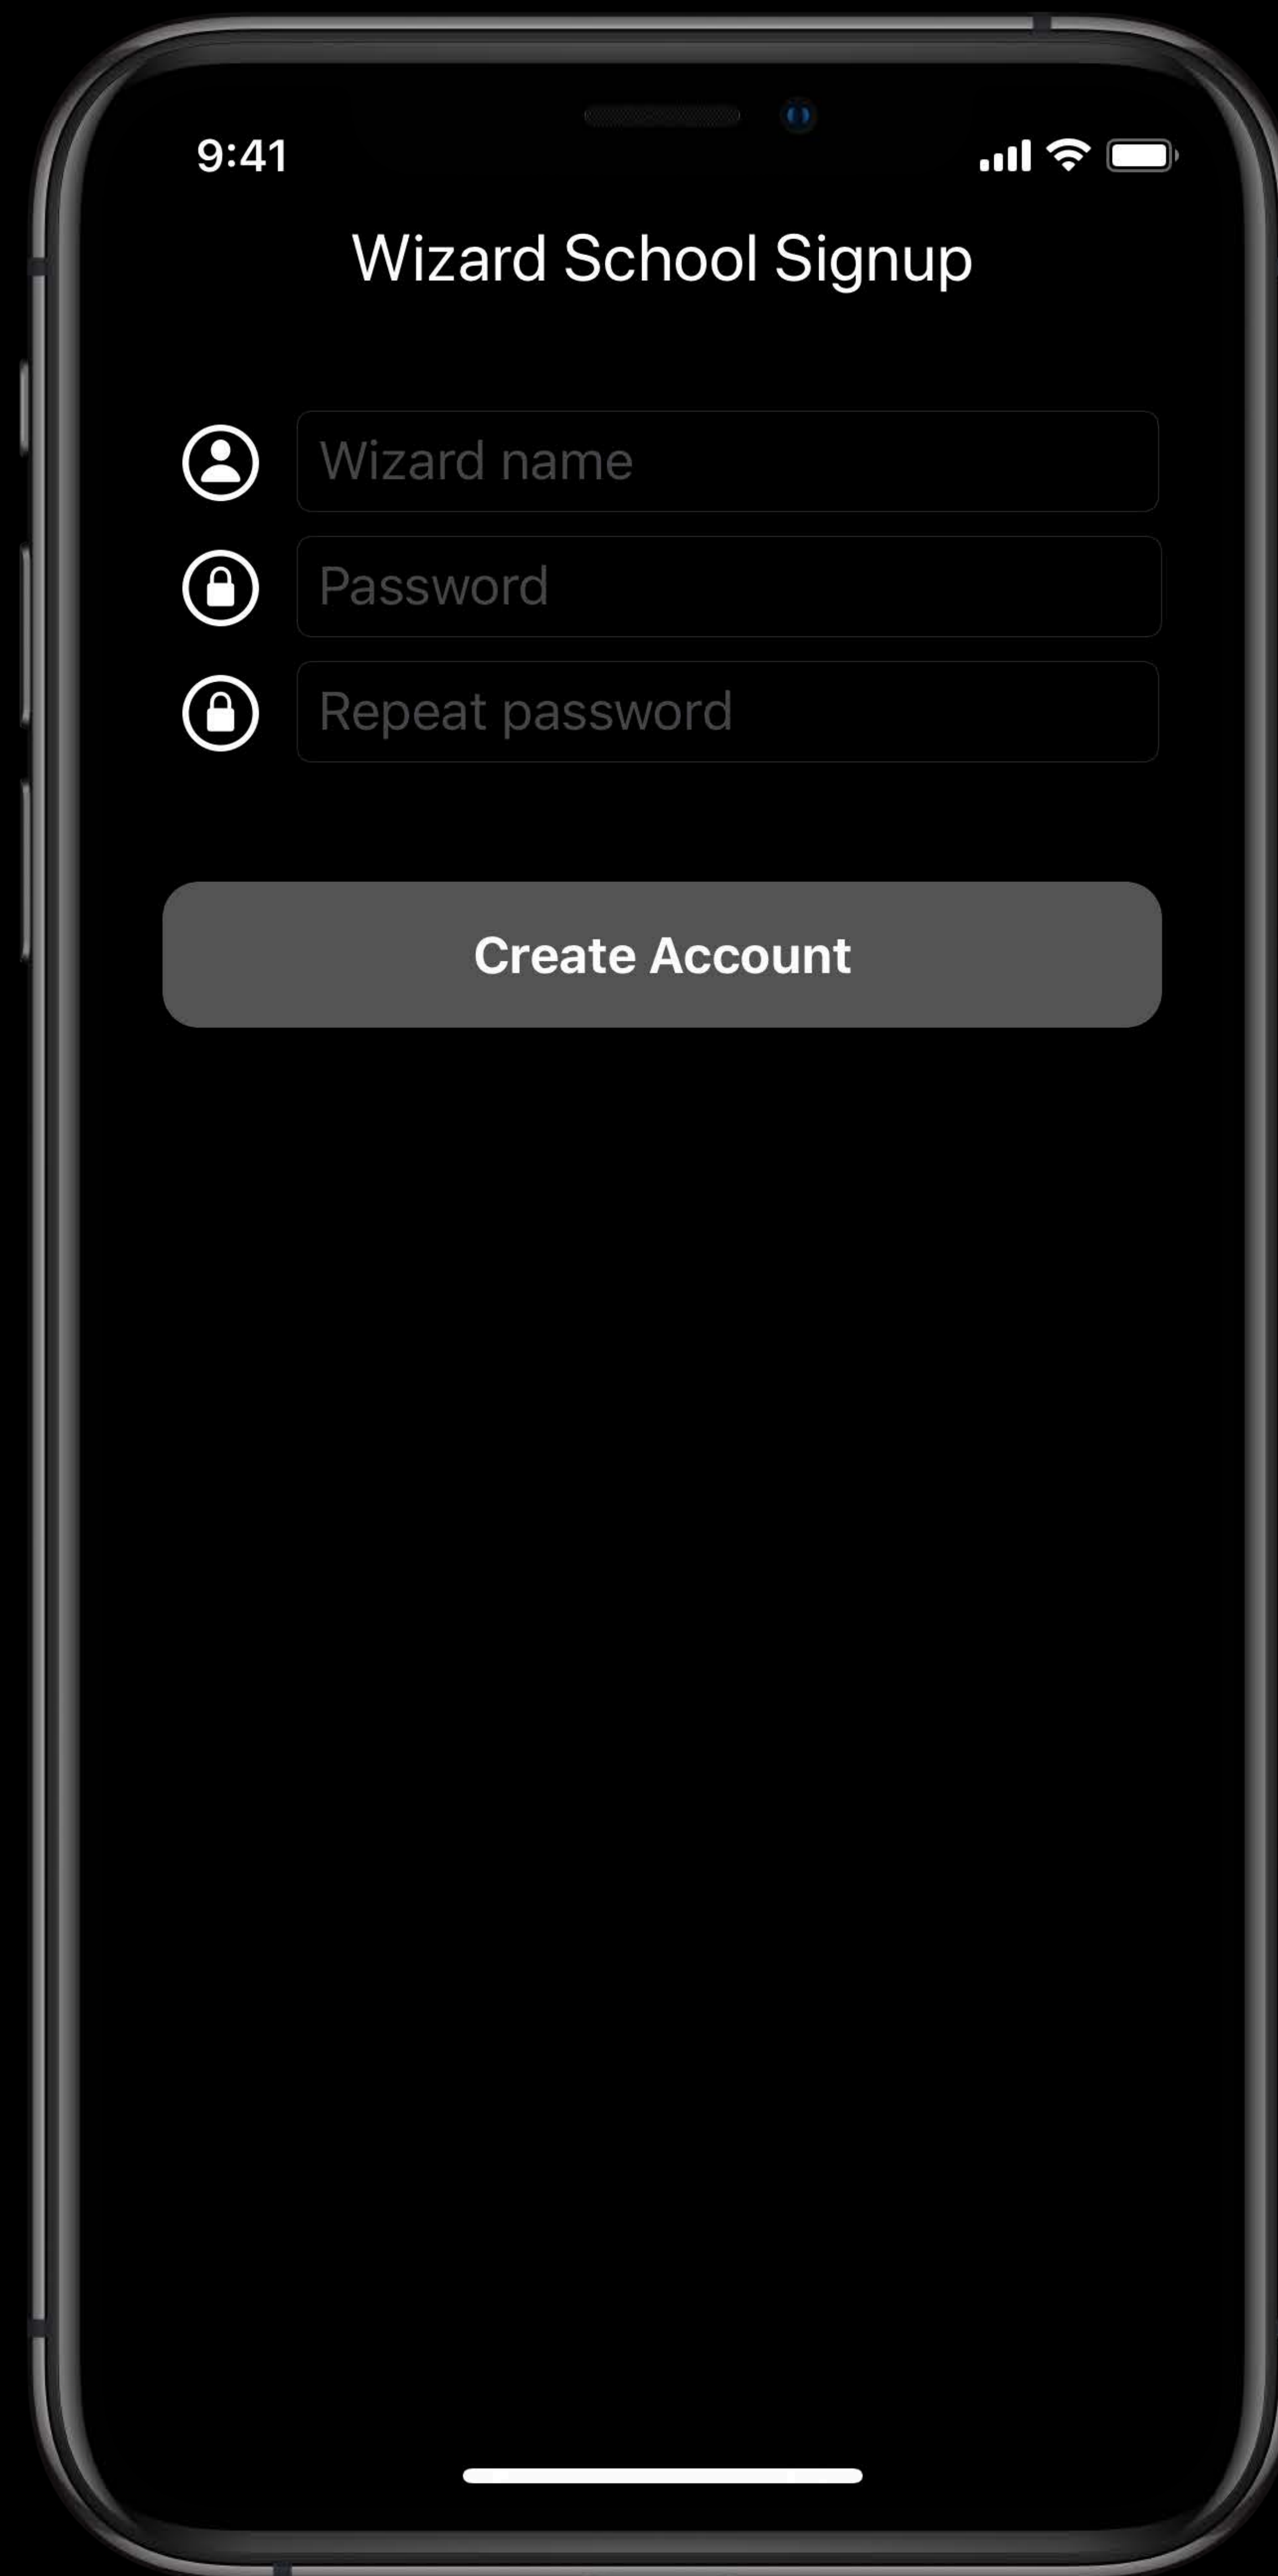 9:41
Wizard School Signup
Wizard name
Password
Repeat password
Create Account